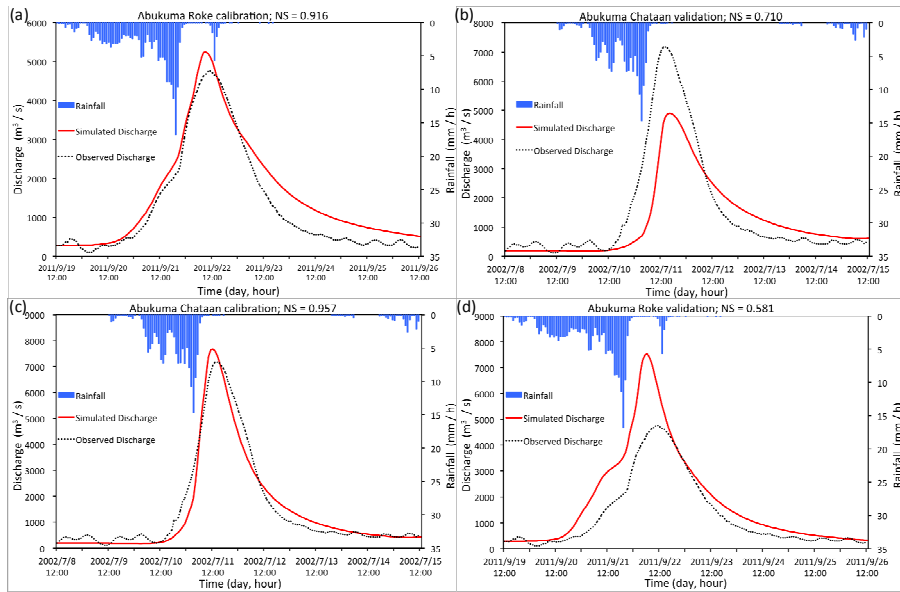 (a) Abukuma Roke calibration; NS = 0.916
6000
5000
4000
3000
2000
1000
0
Discharge (m³ / s)
0
5
10
15
20
25
30
35
Rainfall (mm / h)
Rainfall
Simulated Discharge
Observed Discharge
2011/9/19 2011/9/20 2011/9/21 2011/9/22 2011/9/23 2011/9/24 2011/9/25 2011/9/26
12:00 12:00 12:00 12:00 12:00 12:00 12:00 12:00
Time (day, hour)
(b) Abukuma Chataan validation; NS = 0.710
8000
7000
6000
5000
4000
3000
2000
1000
0
Discharge (m³ / s)
0
5
10
15
20
25
30
35
Rainfall (mm / h)
Rainfall
Simulated Discharge
Observed Discharge
2002/7/8 2002/7/9 2002/7/10 2002/7/11 2002/7/12 2002/7/13 2002/7/14 2002/7/15
12:00 12:00 12:00 12:00 12:00 12:00 12:00 12:00
Time (day, hour)
(c) Abukuma Chataan calibration; NS = 0.957
9000
8000
7000
6000
5000
4000
3000
2000
1000
0
Discharge (m³ / s)
0
5
10
15
20
25
30
35
Rainfall (mm / h)
Rainfall
Simulated Discharge
Observed Discharge
2002/7/8 2002/7/9 2002/7/10 2002/7/11 2002/7/12 2002/7/13 2002/7/14 2002/7/15
12:00 12:00 12:00 12:00 12:00 12:00 12:00 12:00
Time (day, hour)
(d) Abukuma Roke validation; NS = 0.581
9000
8000
7000
6000
5000
4000
3000
2000
1000
0
Discharge (m³ / s)
0
5
10
15
20
25
30
35
Rainfall (mm / h)
Rainfall
Simulated Discharge
Observed Discharge
2011/9/19 2011/9/20 2011/9/21 2011/9/22 2011/9/23 2011/9/24 2011/9/25 2011/9/26
12:00 12:00 12:00 12:00 12:00 12:00 12:00 12:00
Time (day, hour)